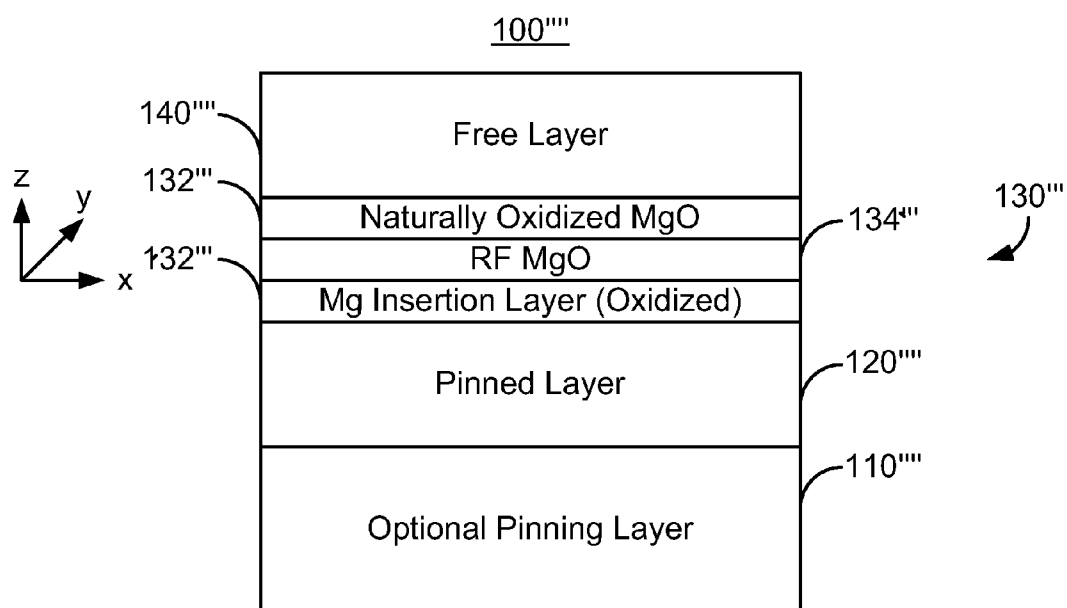 100''''
140''''
Free Layer
132'''
Naturally Oxidized MgO
134'''
130'''
z
y
x
132'''
RF MgO
Mg Insertion Layer (Oxidized)
120''''
Pinned Layer
110''''
Optional Pinning Layer